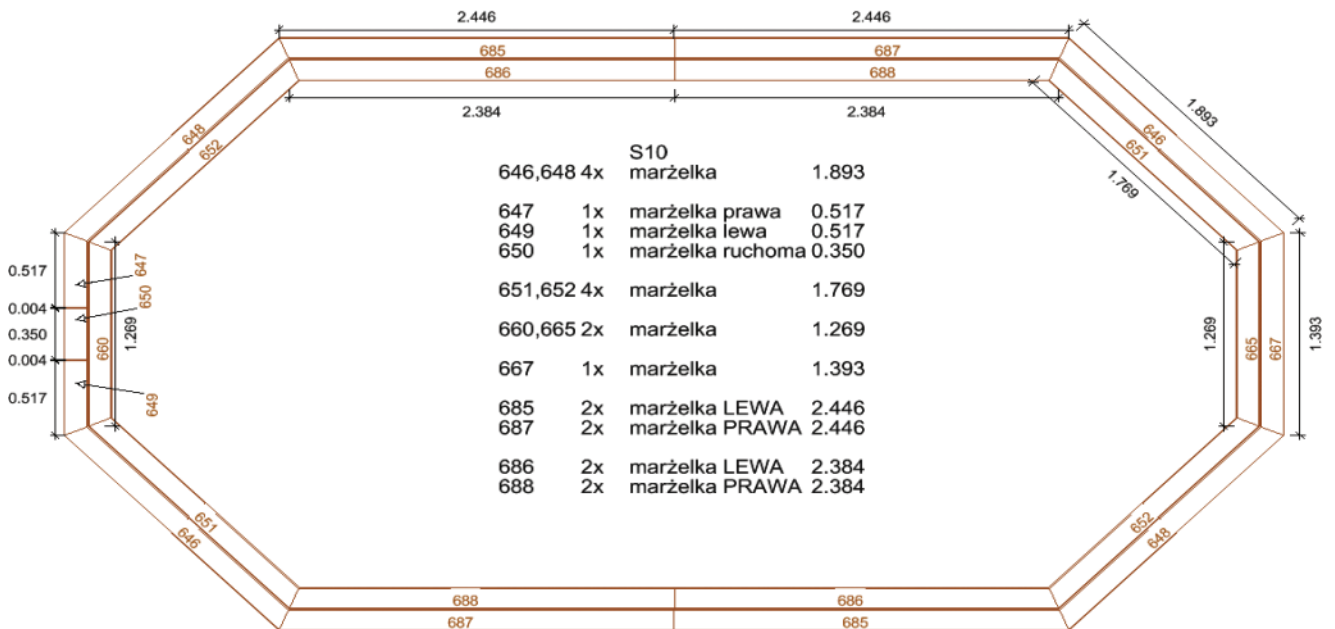 2.446 2.446
685 687
686 688
2.384 2.384
648 646 1.893
652 651
1.769
S10
646,648 4x marżelka 1.893
647 1x marżelka prawa 0.517
649 1x marżelka lewa 0.517
650 1x marżelka ruchoma 0.350
651,652 4x marżelka 1.769
660,665 2x marżelka 1.269
667 1x marżelka 1.393
685 2x marżelka LEWA 2.446
687 2x marżelka PRAWA 2.446
686 2x marżelka LEWA 2.384
688 2x marżelka PRAWA 2.384
0.517 647
0.004 650
0.350 660 1.269
0.004
0.517 649
1.269 665 667 1.393
651 652
646 648
688 686
687 685